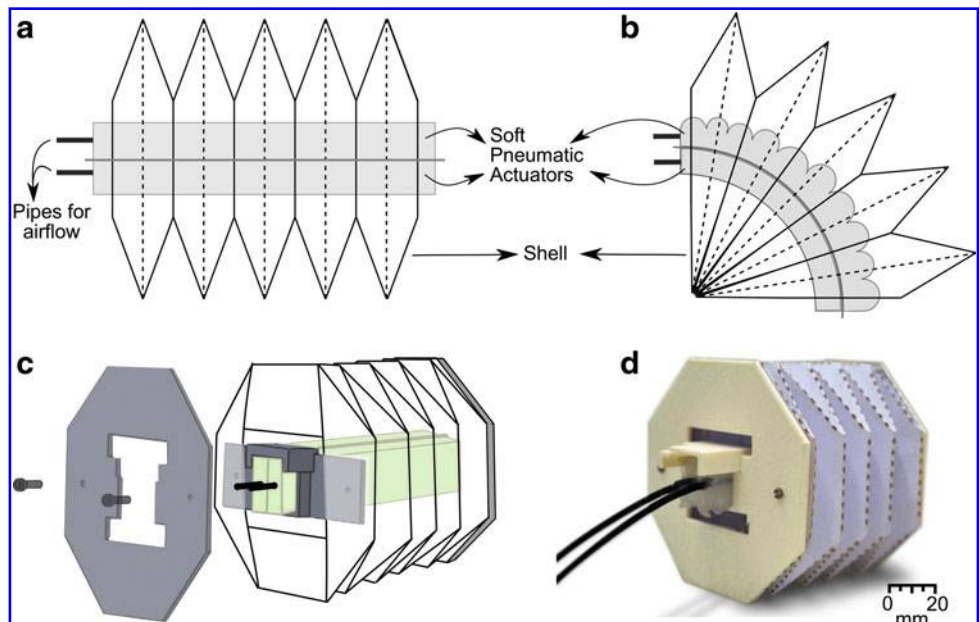 a
b
Soft
Pneumatic
Actuators
Pipes for
airflow
Shell
c
d
0 20
mm